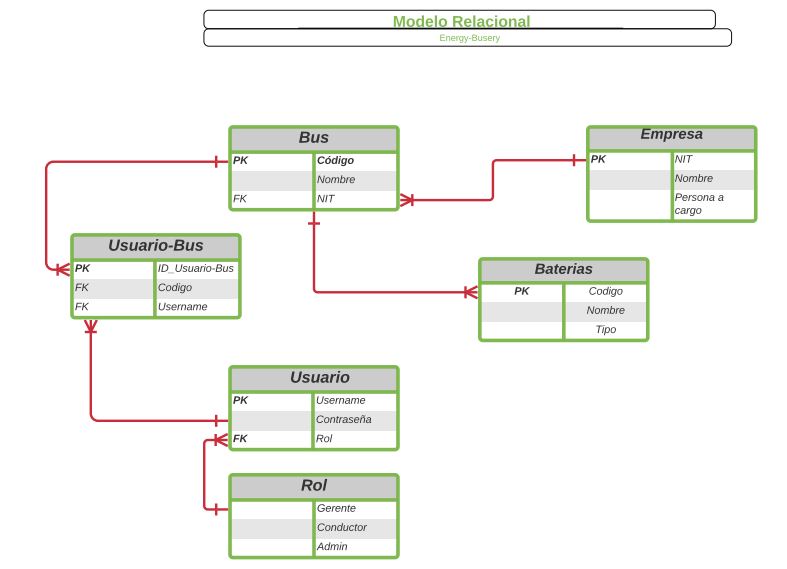 Modelo Relacional
Energy-Busery
Bus
PK Código
Nombre
FK NIT
Empresa
PK NIT
Nombre
Persona a
cargo
Usuario-Bus
PK ID_Usuario-Bus
FK Codigo
FK Username
Baterias
PK Codigo
Nombre
Tipo
Usuario
PK Username
Contraseña
FK Rol
Rol
Gerente
Conductor
Admin